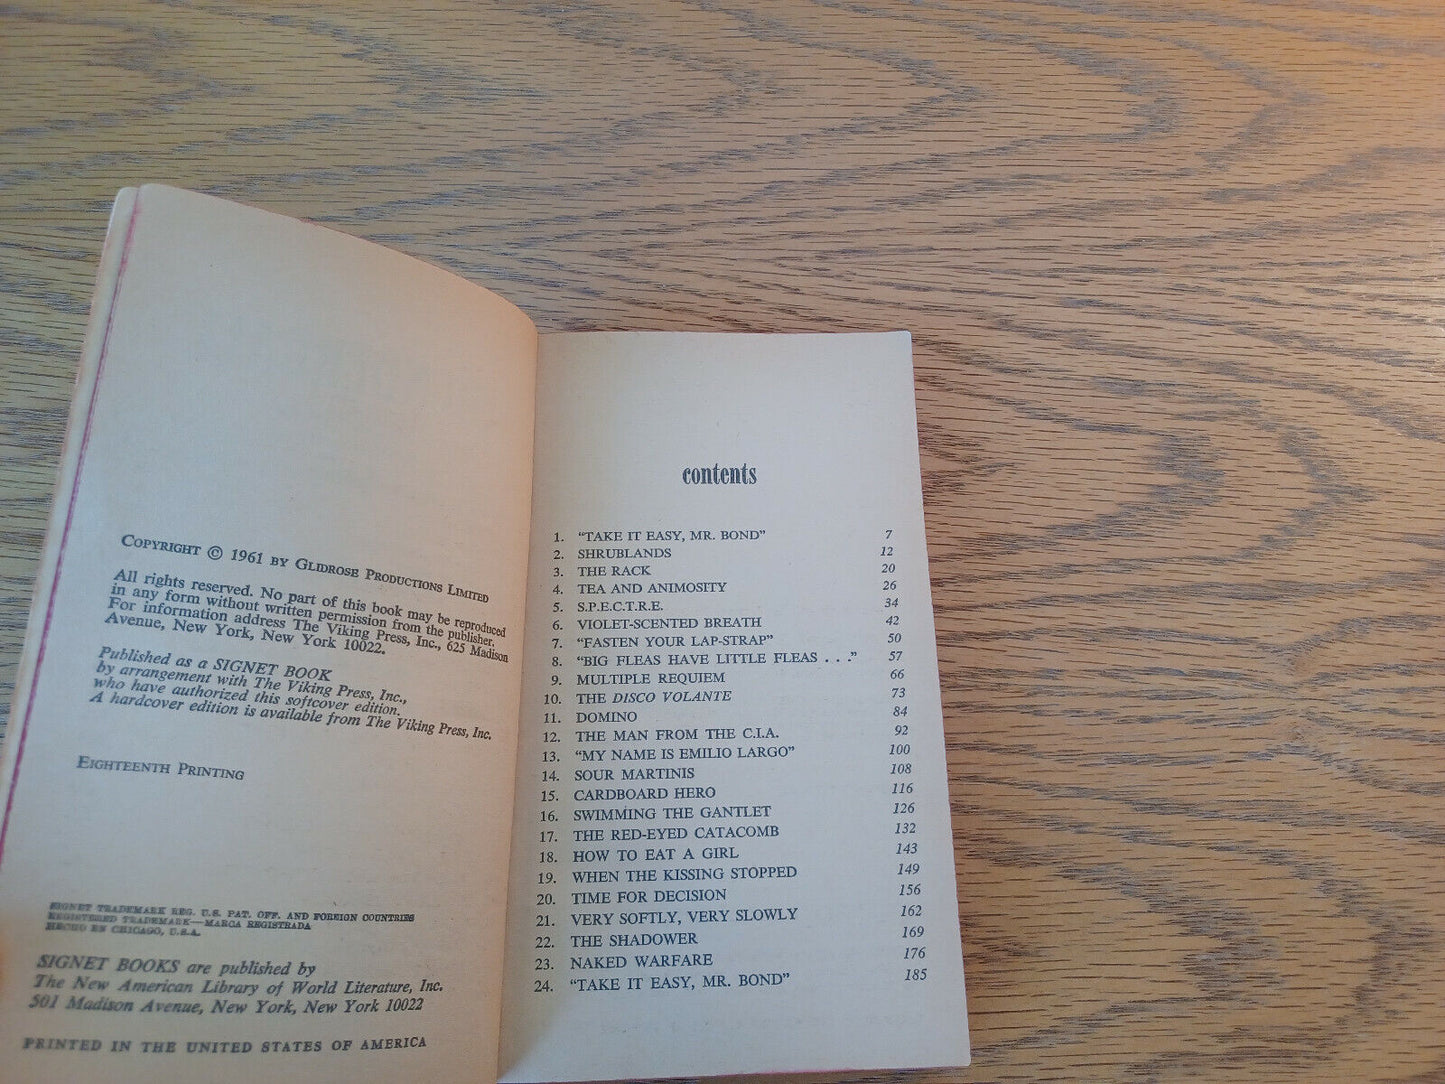 COPYRIGHT © 1961 BY GLIDROSE PRODUCTIONS LIMITED
All rights reserved. No part of this book may be reproduced
in any form without written permission from the publisher.
For information address The Viking Press, Inc., 625 Madison
Avenue, New York, New York 10022.
Published as a SIGNET BOOK
by arrangement with The Viking Press, Inc.,
who have authorized this softcover edition.
A hardcover edition is available from The Viking Press, Inc.
EIGHTEENTH PRINTING
SIGNET TRADEMARK REG. U.S. PAT. OFF. AND FOREIGN COUNTRIES
REGISTERED TRADEMARK—MARCA REGISTRADA
HECHO EN CHICAGO, U.S.A.
SIGNET BOOKS are published by
The New American Library of World Literature, Inc.
501 Madison Avenue, New York, New York 10022
PRINTED IN THE UNITED STATES OF AMERICA
contents
1. "TAKE IT EASY, MR. BOND" 7
2. SHRUBLANDS 12
3. THE RACK 20
4. TEA AND ANIMOSITY 26
5. S.P.E.C.T.R.E. 34
6. VIOLET-SCENTED BREATH 42
7. "FASTEN YOUR LAP-STRAP" 50
8. "BIG FLEAS HAVE LITTLE FLEAS . . ." 57
9. MULTIPLE REQUIEM 66
10. THE DISCO VOLANTE 73
11. DOMINO 84
12. THE MAN FROM THE C.I.A. 92
13. "MY NAME IS EMILIO LARGO" 100
14. SOUR MARTINIS 108
15. CARDBOARD HERO 116
16. SWIMMING THE GANTLET 126
17. THE RED-EYED CATACOMB 132
18. HOW TO EAT A GIRL 143
19. WHEN THE KISSING STOPPED 149
20. TIME FOR DECISION 156
21. VERY SOFTLY, VERY SLOWLY 162
22. THE SHADOWER 169
23. NAKED WARFARE 176
24. "TAKE IT EASY, MR. BOND" 185